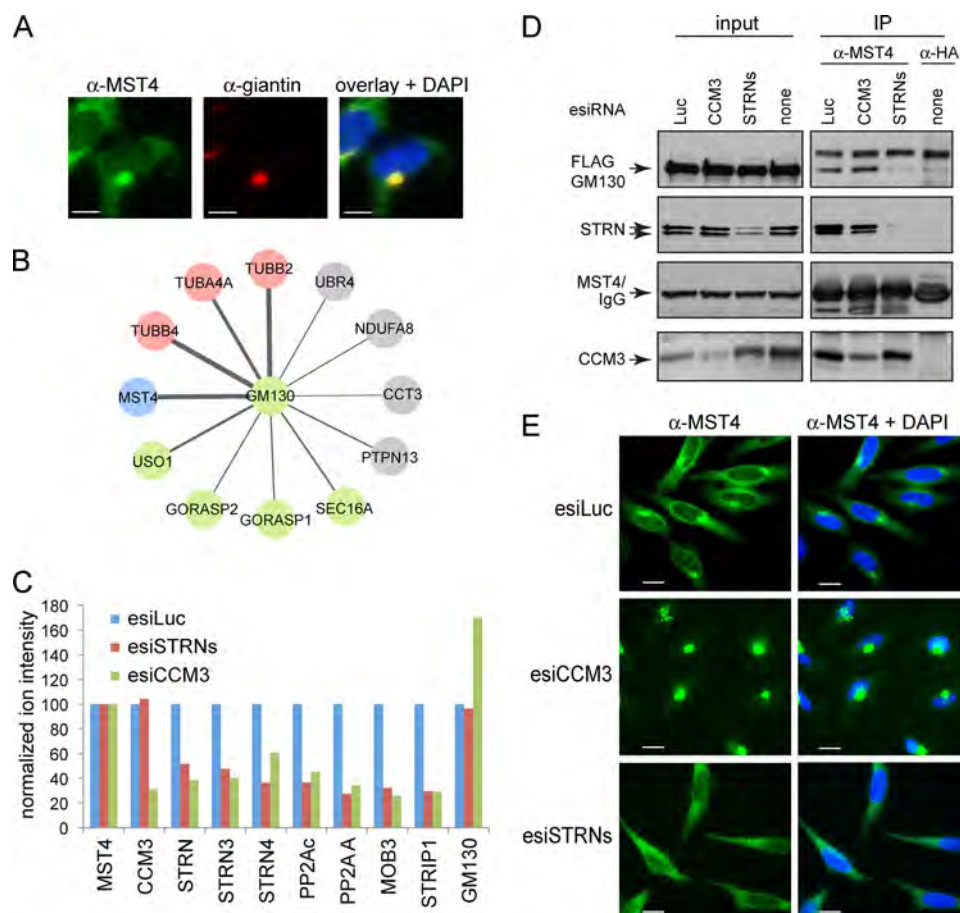 A
α-MST4 α-giantin overlay + DAPI
B
TUBB2
TUBA4A
UBR4
TUBB4
NDUFA8
MST4
GM130
CCT3
USO1
PTPN13
GORASP2
GORASP1
SEC16A
C
normalized ion intensity
180
160
140
120
100
80
60
40
20
0
esiLuc
esiSTRNs
esiCCM3
MST4
CCM3
STRN
STRN3
STRN4
PP2Ac
PP2A A
MOB3
STRIP1
GM130
D
input IP
α-MST4 α-HA
esiRNA
Luc CCM3 STRNs none Luc CCM3 STRNs none
FLAG
GM130
STRN
MST4/
IgG
CCM3
E
α-MST4 α-MST4 + DAPI
esiLuc
esiCCM3
esiSTRNs